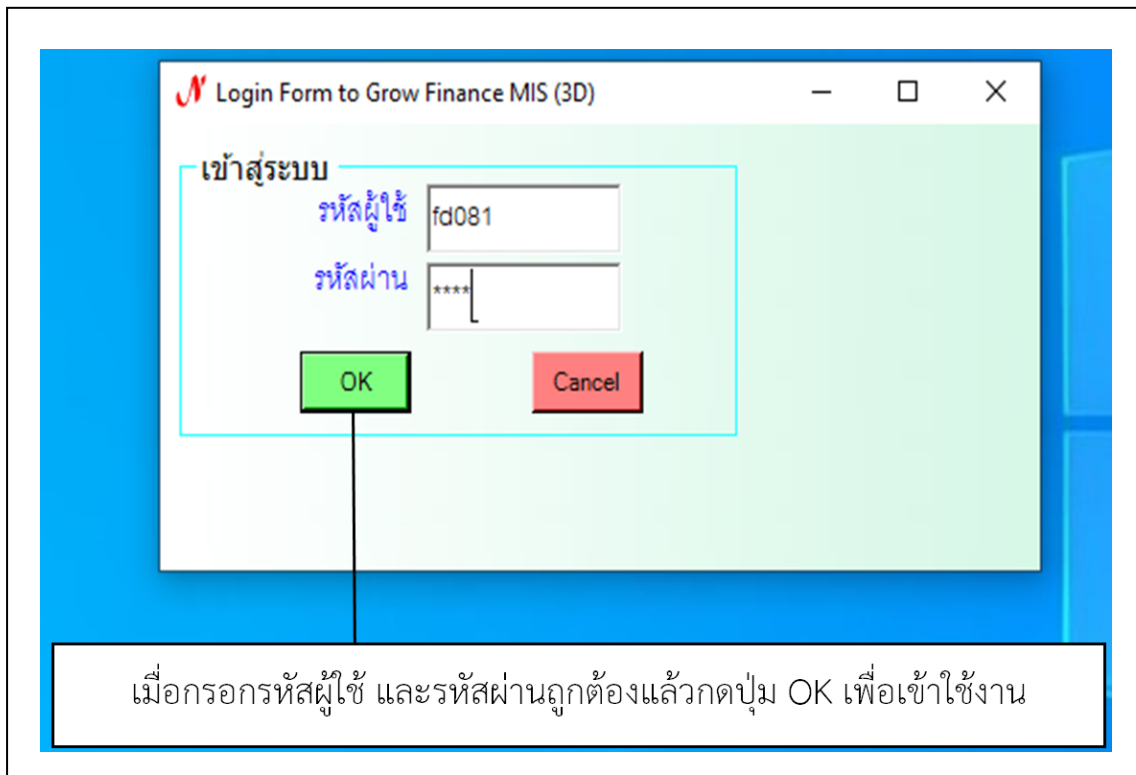 Login Form to Grow Finance MIS (3D)
เข้าสู่ระบบ
รหัสผู้ใช้ fd081
รหัสผ่าน ****
OK Cancel
เมื่อกรอกรหัสผู้ใช้ และรหัสผ่านถูกต้องแล้วกดปุ่ม OK เพื่อเข้าใช้งาน